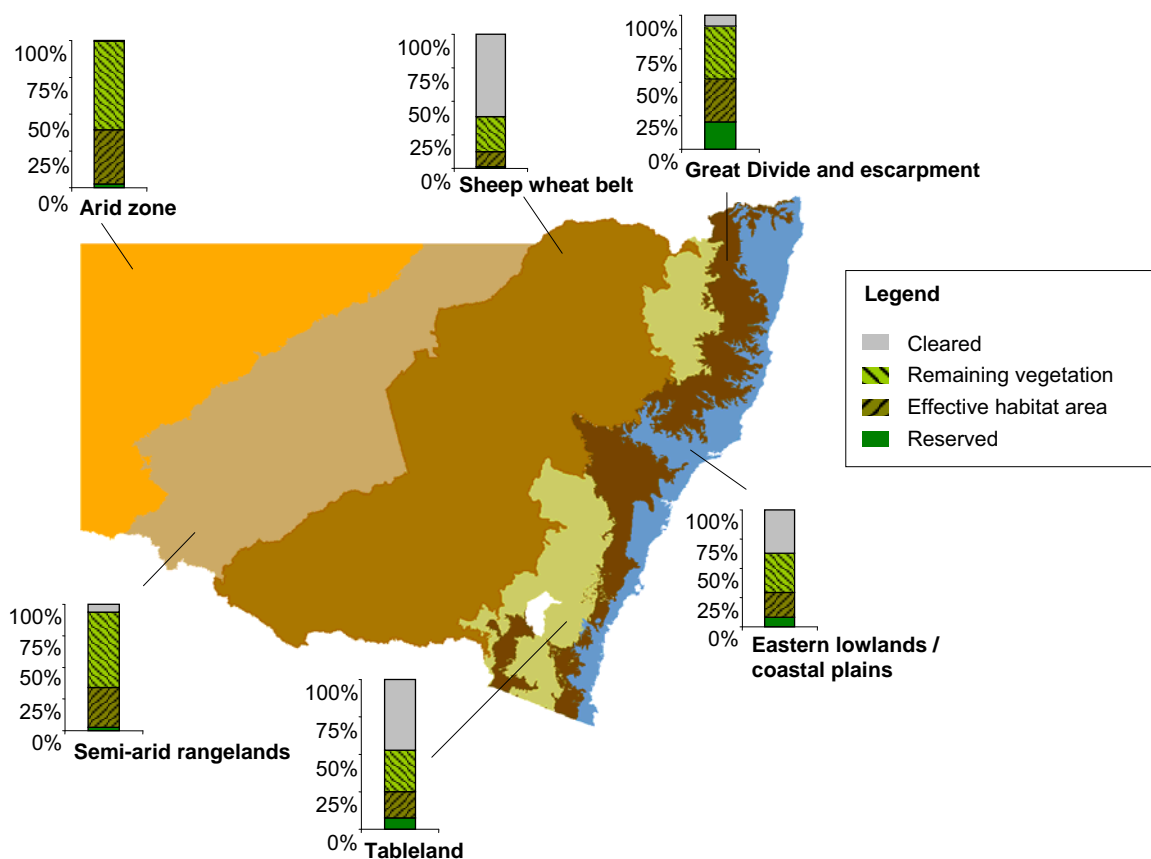 100%
75%
50%
25%
0%
Arid zone
100%
75%
50%
25%
0%
Sheep wheat belt
100%
75%
50%
25%
0%
Great Divide and escarpment
Legend
Cleared
Remaining vegetation
Effective habitat area
Reserved
100%
75%
50%
25%
0%
Eastern lowlands /
coastal plains
100%
75%
50%
25%
0%
Semi-arid rangelands
100%
75%
50%
25%
0%
Tableland